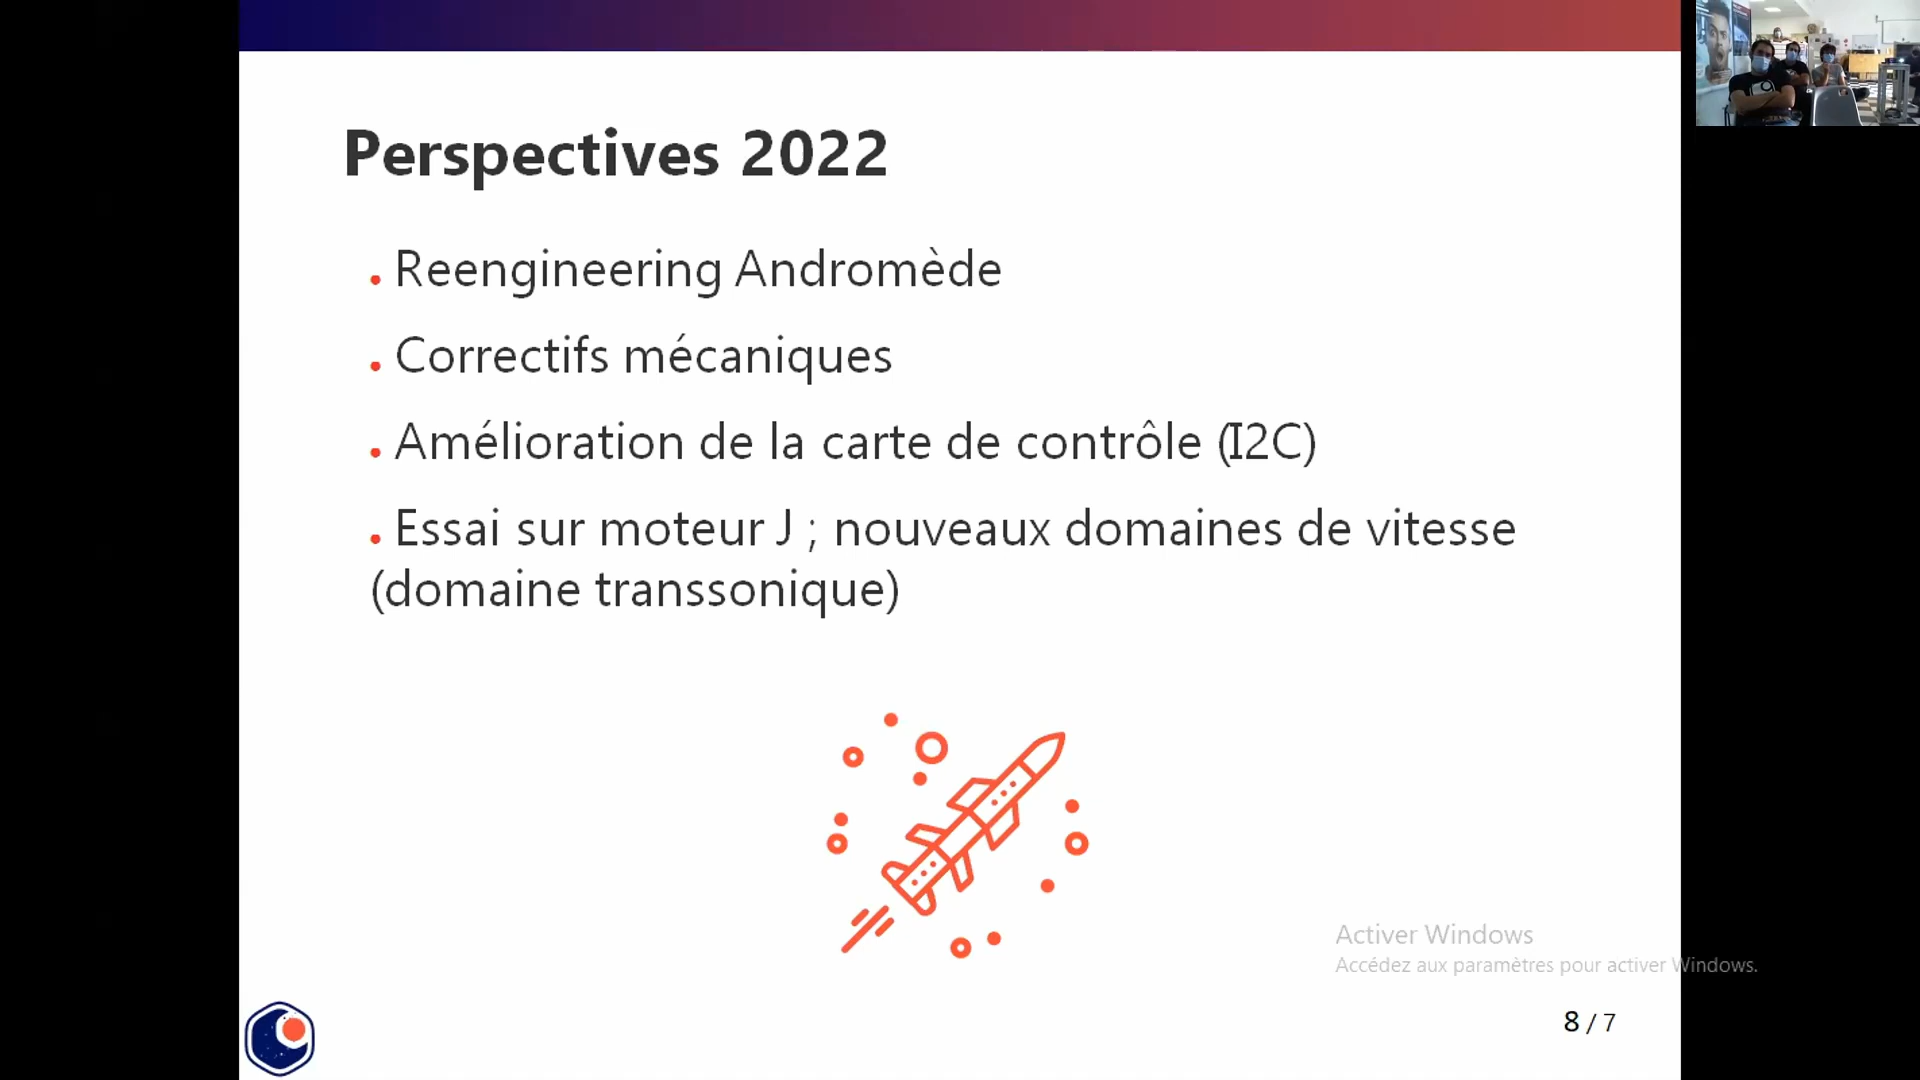 Perspectives 2022
. Reengineering Andromède
. Correctifs mécaniques
. Amélioration de la carte de contrôle (I2C)
. Essai sur moteur J ; nouveaux domaines de vitesse
(domaine transsonique)
Activer Windows
Accédez aux paramètres pour activer Windows.
8 / 7